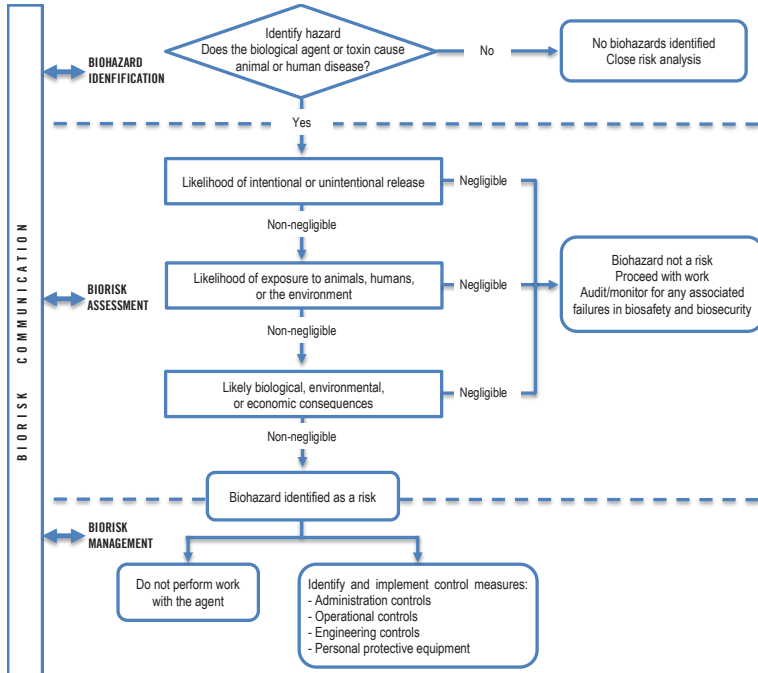 Identify hazard
Does the biological agent or toxin cause
animal or human disease?
No
No biohazards identified
Close risk analysis
BIOHAZARD
IDENFIFICATION
Yes
Likelihood of intentional or unintentional release
Negligible
Non-negligible
BIORISK COMMUNICATION
BIORISK
ASSESSMENT
Likelihood of exposure to animals, humans,
or the environment
Negligible
Biohazard not a risk
Proceed with work
Audit/monitor for any associated
failures in biosafety and biosecurity
Non-negligible
Likely biological, environmental,
or economic consequences
Negligible
Non-negligible
Biohazard identified as a risk
BIORISK
MANAGEMENT
Do not perform work
with the agent
Identify and implement control measures:
- Administration controls
- Operational controls
- Engineering controls
- Personal protective equipment